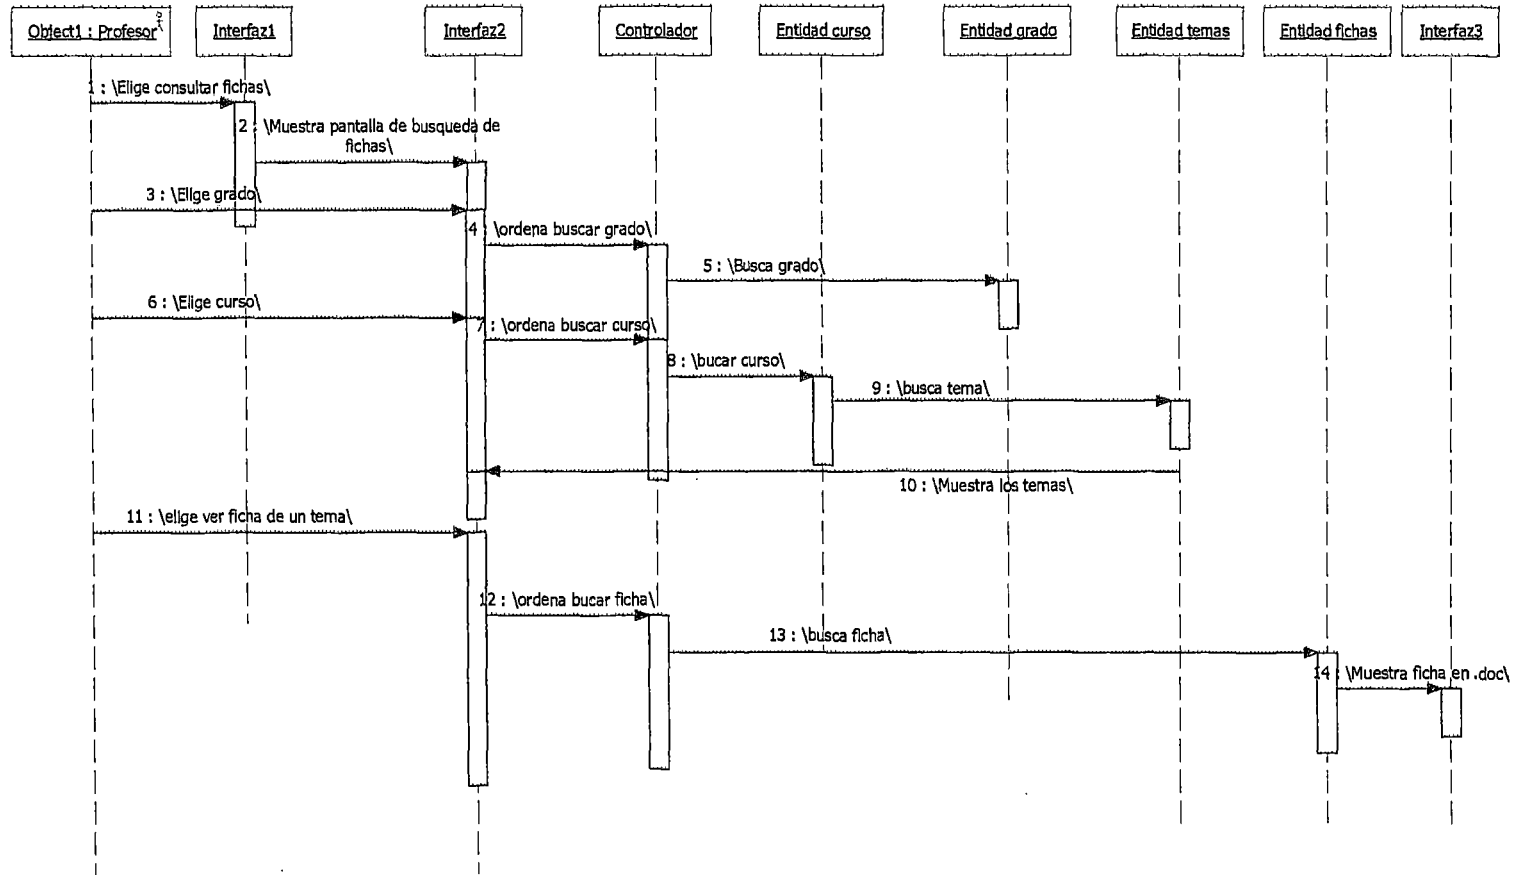 Object1 : Profesor
Interfaz1
Interfaz2
Controlador
Entidad curso
Entidad grado
Entidad temas
Entidad fichas
Interfaz3
1 : \Elige consultar fichas\
2 : \Muestra pantalla de busqueda de
fichas\
3 : \Elige grado\
4 \ordena buscar grado\
5 : \Busca grado\
6 : \Elige curso\
7 : \ordena buscar curso\
8 : \bucar curso\
9 : \busca tema\
10 : \Muestra los temas\
11 : \elige ver ficha de un tema\
12 : \ordena bucar ficha\
13 : \busca ficha\
14 : \Muestra ficha en .doc\